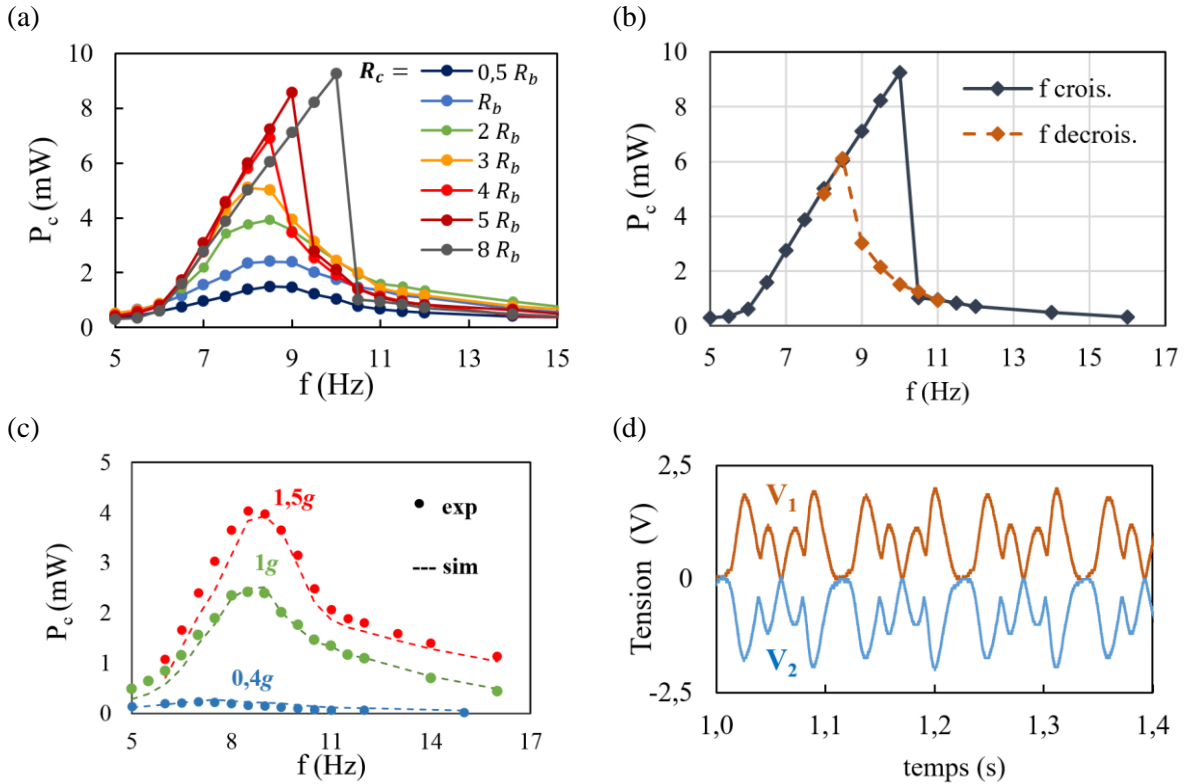 (a)
P_c (mW)
10
8
6
4
2
0
5 7 9 11 13 15
f (Hz)
R_c = 0,5 R_b
R_b
2 R_b
3 R_b
4 R_b
5 R_b
8 R_b
(b)
P_c (mW)
10
8
6
4
2
0
5 7 9 11 13 15 17
f (Hz)
f crois.
f decrois.
(c)
P_c (mW)
5
4
3
2
1
0
5 8 11 14 17
f (Hz)
1,5g
1g
0,4g
exp
--- sim
(d)
Tension (V)
2,5
0
-2,5
V_1
V_2
1,0 1,1 1,2 1,3 1,4
temps (s)